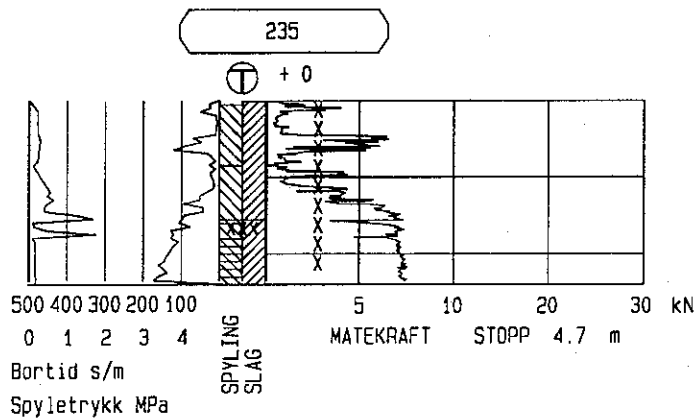 235
T + 0
XXX
500 400 300 200 100 5 10 20 30 kN
0 1 2 3 4 SPYLING SLAG MATEKRAFT STOPP 4.7 m
Bortid s/m
Spyletrykk MPa